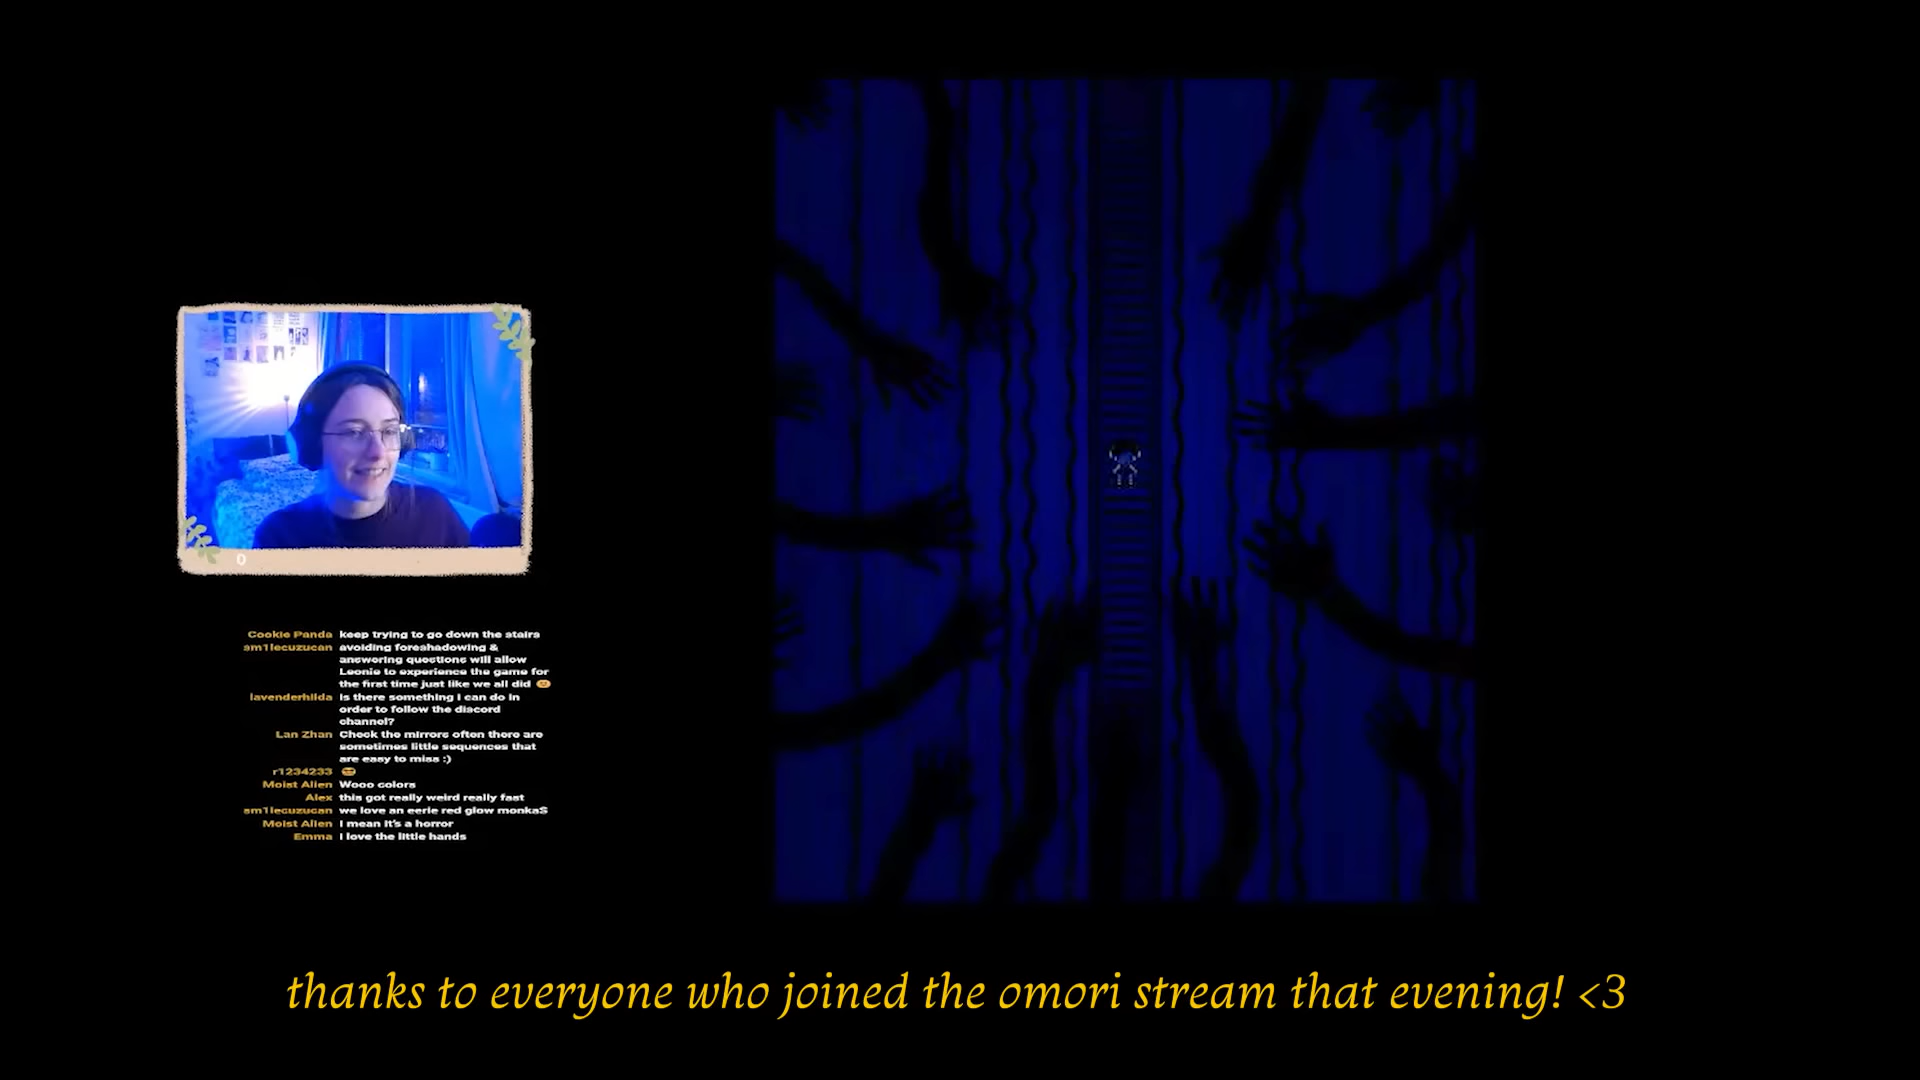 0
Cookie Panda keep trying to go down the stairs
sm1lecuzucan avoiding foreshadowing &
answering questions will allow
Leonie to experience the game for
the first time just like we all did
lavenderhilda Is there something I can do in
order to follow the discord
channel?
Lan Zhan Check the mirrors often there are
sometimes little sequences that
are easy to miss :)
r1234233
Moist Alien Wooo colors
Alex this got really weird really fast
sm1lecuzucan we love an eerie red glow monkaS
Moist Alien I mean it's a horror
Emma I love the little hands
thanks to everyone who joined the omori stream that evening! <3